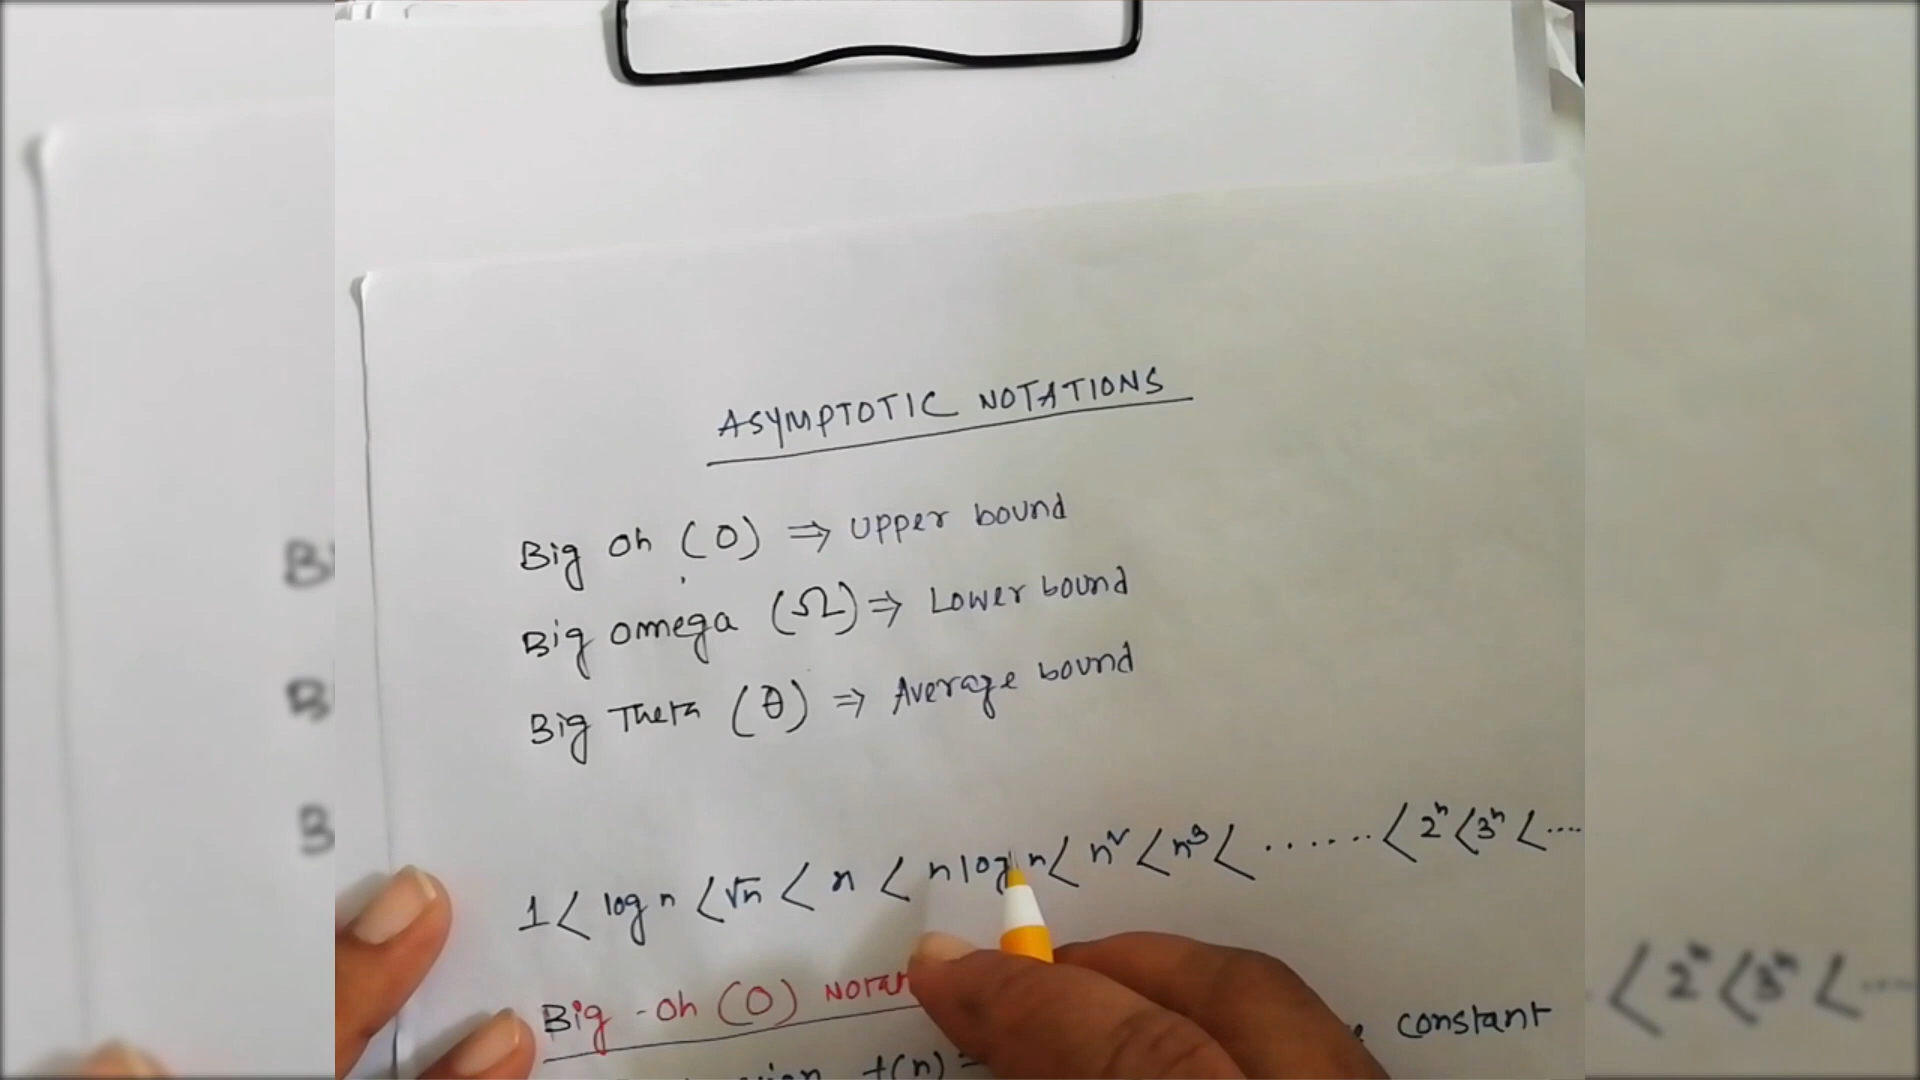 ASYMPTOTIC NOTATIONS
Big Oh (O) ⇒ Upper bound
Big Omega (Ω) ⇒ Lower bound
Big Theta (θ) ⇒ Average bound
1 < log n < √n < n < n log n < n² < n³ < ....... < 2ⁿ < 3ⁿ < ....
Big-Oh (O)
constant